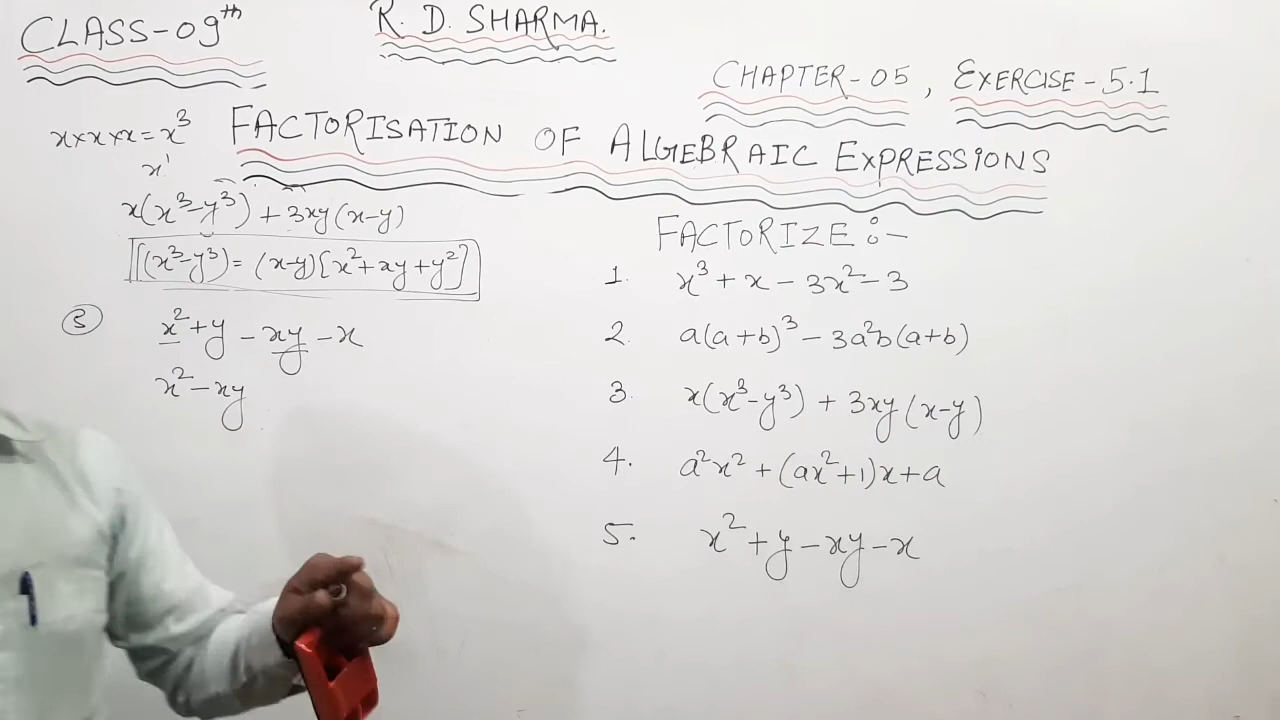 CLASS-09th
R. D. SHARMA.
CHAPTER-05, EXERCISE-5.1
FACTORISATION OF ALGEBRAIC EXPRESSIONS
x×x×x=x³
x¹
x(x³-y³)+3xy(x-y)
[(x³-y³)=(x-y)[x²+xy+y²]
③ x²+y-xy-x
x²-xy
FACTORIZE:-
1. x³+x-3x²-3
2. a(a+b)³-3a²b(a+b)
3. x(x³-y³)+3xy(x-y)
4. a²x²+(ax²+1)x+a
5. x²+y-xy-x